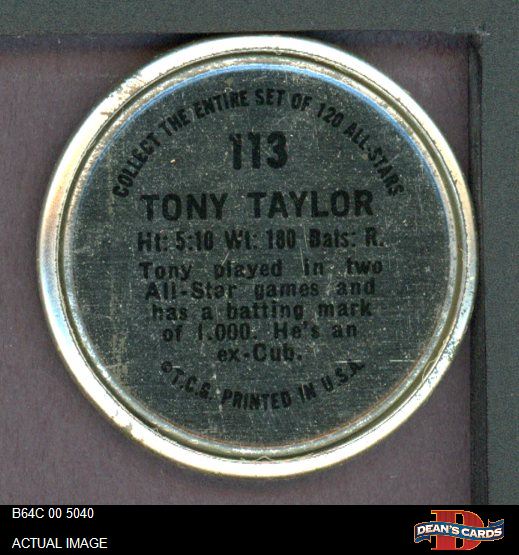 COLLECT THE ENTIRE SET OF 120 ALL-STARS
113
TONY TAYLOR
Ht: 5:10 Wt: 180 Bats: R.
Tony played in two
All-Star games and
has a batting mark
of 1.000. He's an
ex-Cub.
©T.C.G. PRINTED IN U.S.A.
B64C 00 5040
ACTUAL IMAGE
DEAN'S CARDS